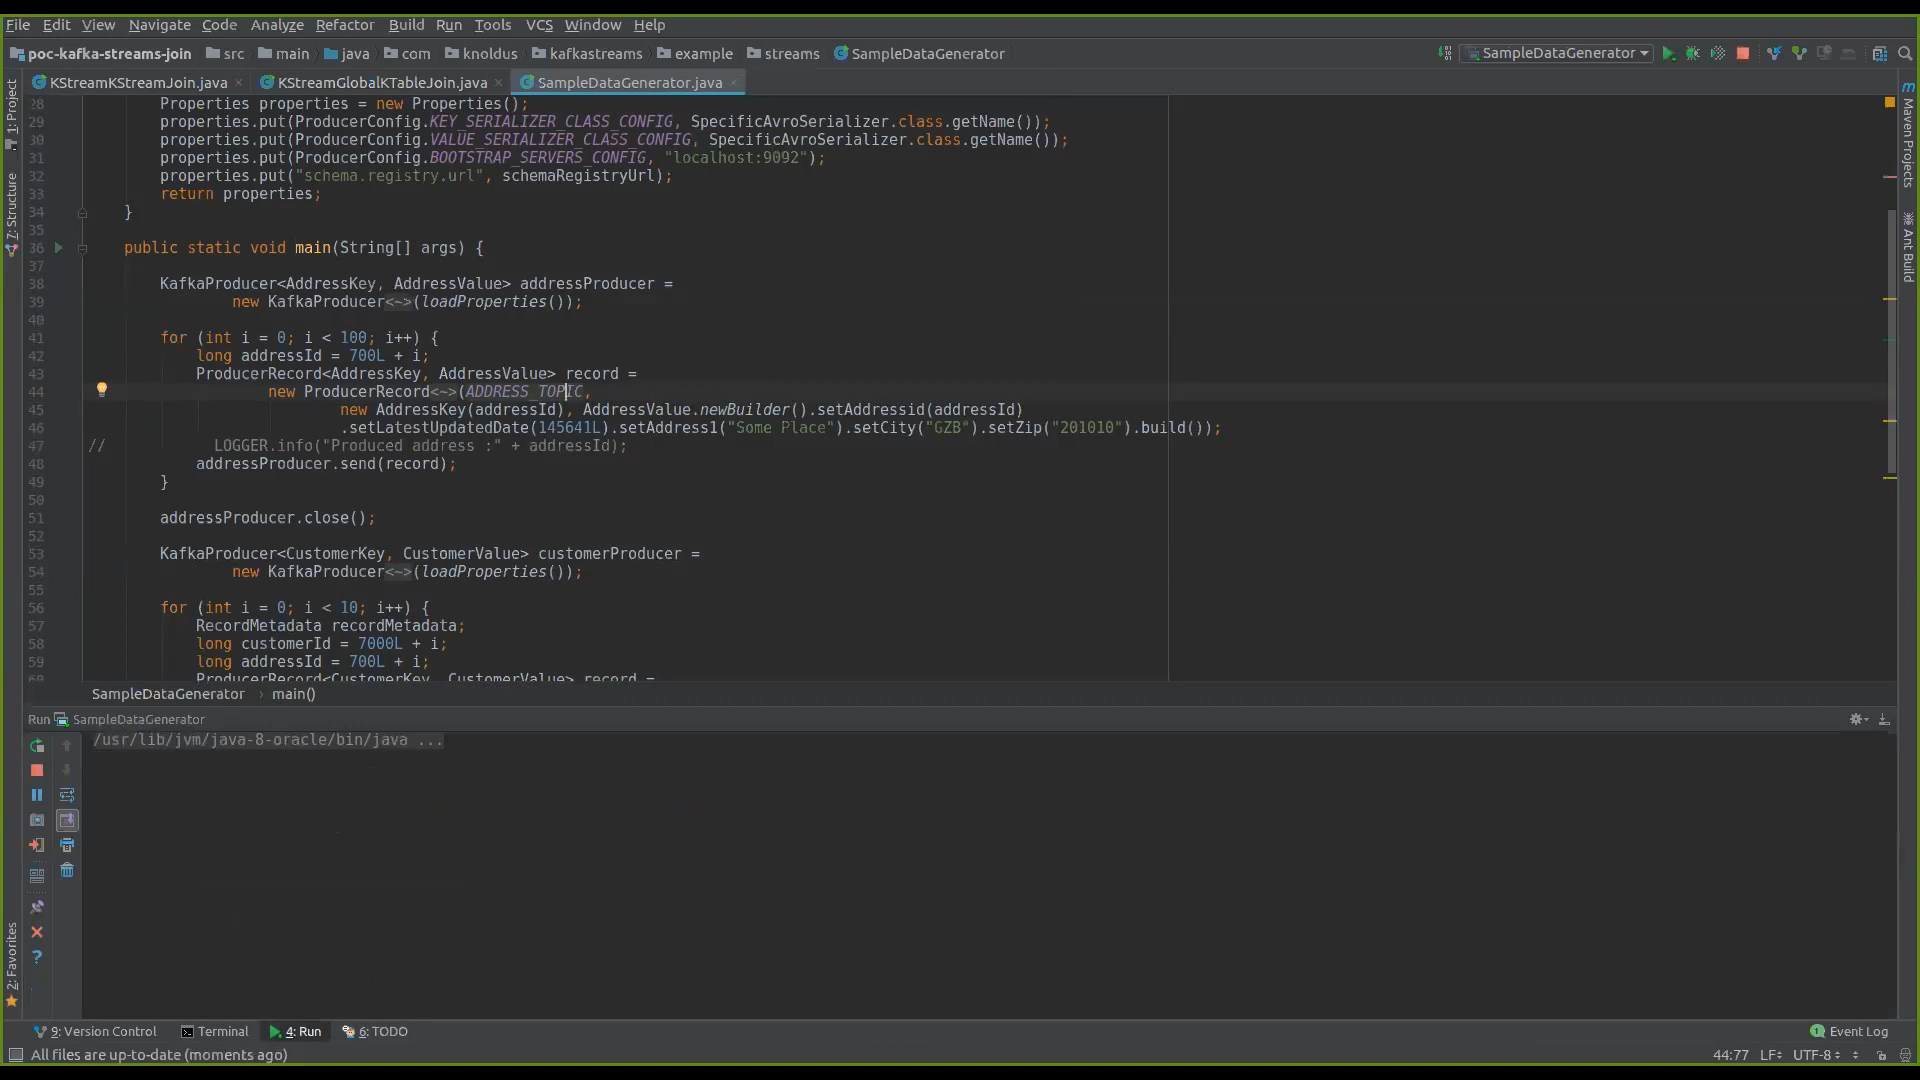 File Edit View Navigate Code Analyze Refactor Build Run Tools VCS Window Help
poc-kafka-streams-join src main java com knoldus kafkastreams example streams SampleDataGenerator SampleDataGenerator
KStreamKStreamJoin.java KStreamGlobalKTableJoin.java SampleDataGenerator.java
1: Project
7: Structure
2: Favorites
Maven Projects
Ant Build
28 Properties properties = new Properties();
29 properties.put(ProducerConfig.KEY_SERIALIZER_CLASS_CONFIG, SpecificAvroSerializer.class.getName());
30 properties.put(ProducerConfig.VALUE_SERIALIZER_CLASS_CONFIG, SpecificAvroSerializer.class.getName());
31 properties.put(ProducerConfig.BOOTSTRAP_SERVERS_CONFIG, "localhost:9092");
32 properties.put("schema.registry.url", schemaRegistryUrl);
33 return properties;
34 }
35
36 public static void main(String[] args) {
37
38 KafkaProducer<AddressKey, AddressValue> addressProducer =
39 new KafkaProducer<~>(loadProperties());
40
41 for (int i = 0; i < 100; i++) {
42 long addressId = 700L + i;
43 ProducerRecord<AddressKey, AddressValue> record =
44 new ProducerRecord<~>(ADDRESS_TOPIC,
45 new AddressKey(addressId), AddressValue.newBuilder().setAddressid(addressId)
46 .setLatestUpdatedDate(145641L).setAddress1("Some Place").setCity("GZB").setZip("201010").build());
47 // LOGGER.info("Produced address :" + addressId);
48 addressProducer.send(record);
49 }
50
51 addressProducer.close();
52
53 KafkaProducer<CustomerKey, CustomerValue> customerProducer =
54 new KafkaProducer<~>(loadProperties());
55
56 for (int i = 0; i < 10; i++) {
57 RecordMetadata recordMetadata;
58 long customerId = 7000L + i;
59 long addressId = 700L + i;
60 ProducerRecord<CustomerKey, CustomerValue> record =
SampleDataGenerator › main()
Run SampleDataGenerator
/usr/lib/jvm/java-8-oracle/bin/java ...
9: Version Control Terminal 4: Run 6: TODO 1 Event Log
All files are up-to-date (moments ago) 44:77 LF UTF-8